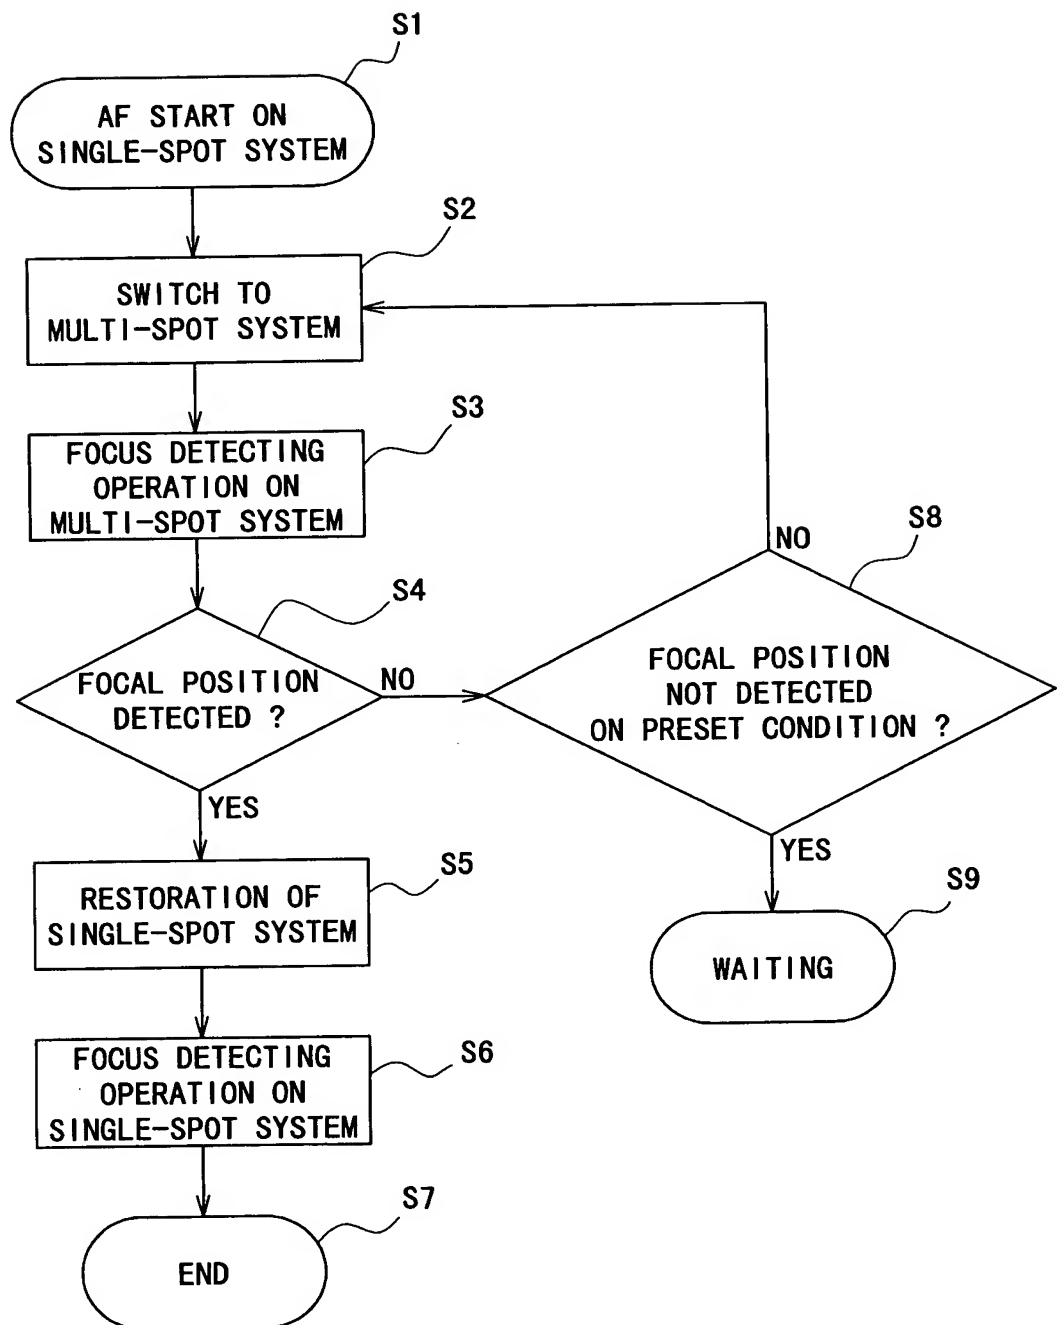 S1
AF START ON
SINGLE-SPOT SYSTEM
S2
SWITCH TO
MULTI-SPOT SYSTEM
S3
FOCUS DETECTING
OPERATION ON
MULTI-SPOT SYSTEM
S4
FOCAL POSITION
DETECTED ?
NO
YES
S8
NO
FOCAL POSITION
NOT DETECTED
ON PRESET CONDITION ?
YES
S9
WAITING
S5
RESTORATION OF
SINGLE-SPOT SYSTEM
S6
FOCUS DETECTING
OPERATION ON
SINGLE-SPOT SYSTEM
S7
END